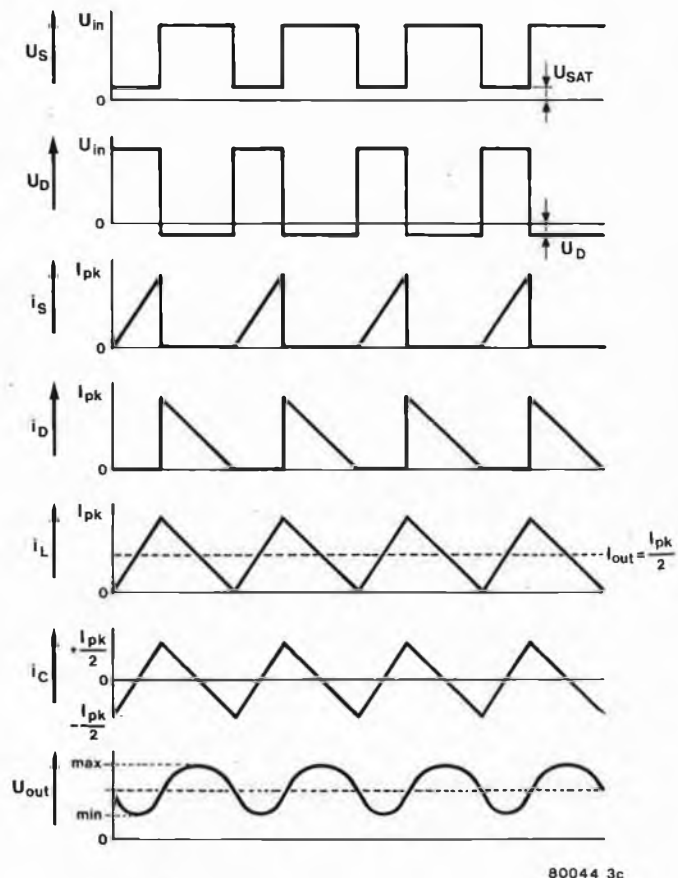 U_in
U_S
U_SAT
0
U_in
U_D
0
U_D
I_pk
i_S
0
I_pk
i_D
0
I_pk
i_L
I_out = I_pk/2
0
+I_pk/2
i_C
0
-I_pk/2
max
U_out
min
0
80044 3c